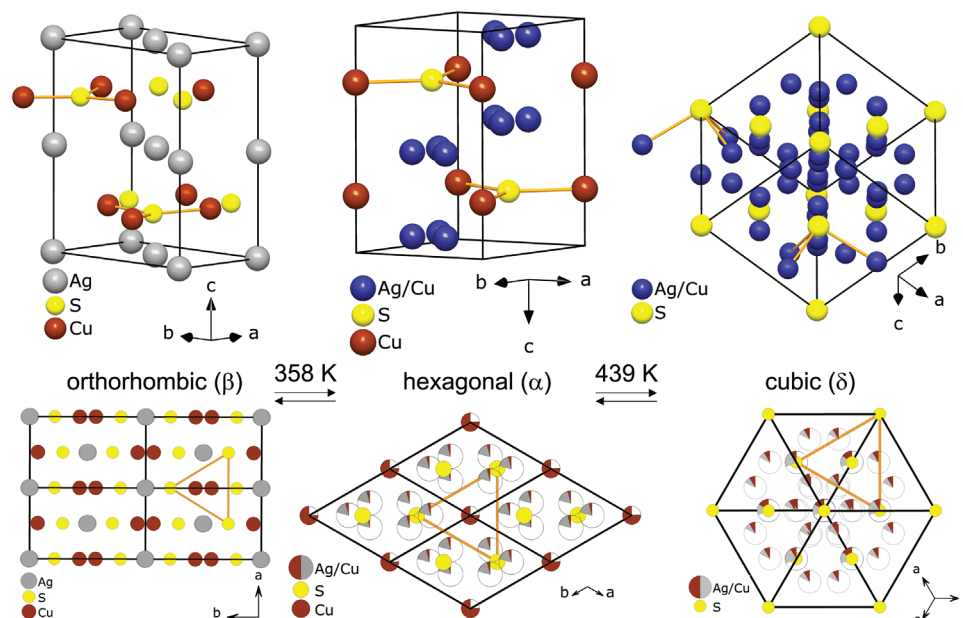 Ag
S
Cu
c
b
a
Ag/Cu
S
Cu
b
a
c
Ag/Cu
S
b
a
c
orthorhombic (β)
358 K
hexagonal (α)
439 K
cubic (δ)
Ag
S
Cu
a
b
Ag/Cu
S
Cu
b
a
Ag/Cu
S
a